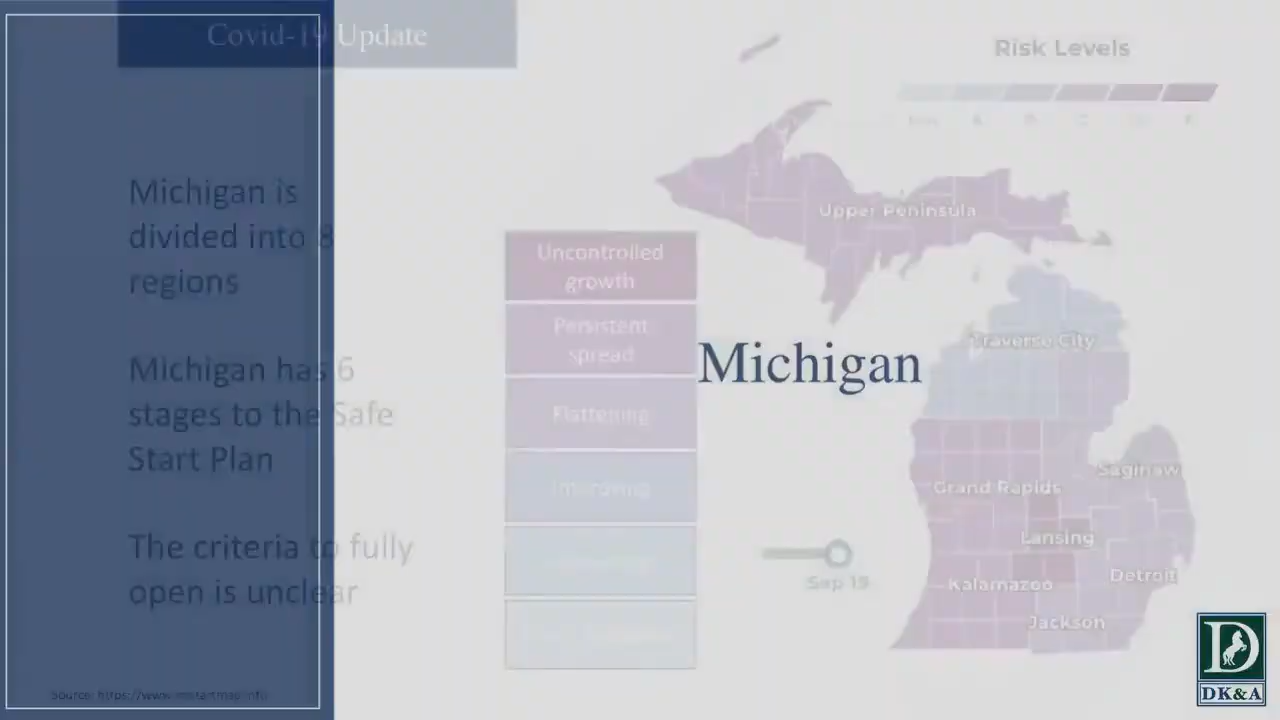 Covid-19 Update
Risk Levels
Michigan is
divided into 8
regions
Upper Peninsula
Uncontrolled
growth
Persistent
spread
Michigan
Traverse City
Michigan has 6
stages to the Safe
Start Plan
Flattening
Improving
Saginaw
Grand Rapids
Lansing
The criteria to fully
open is unclear
Sep 19
Detroit
Kalamazoo
Jackson
D
DK&A